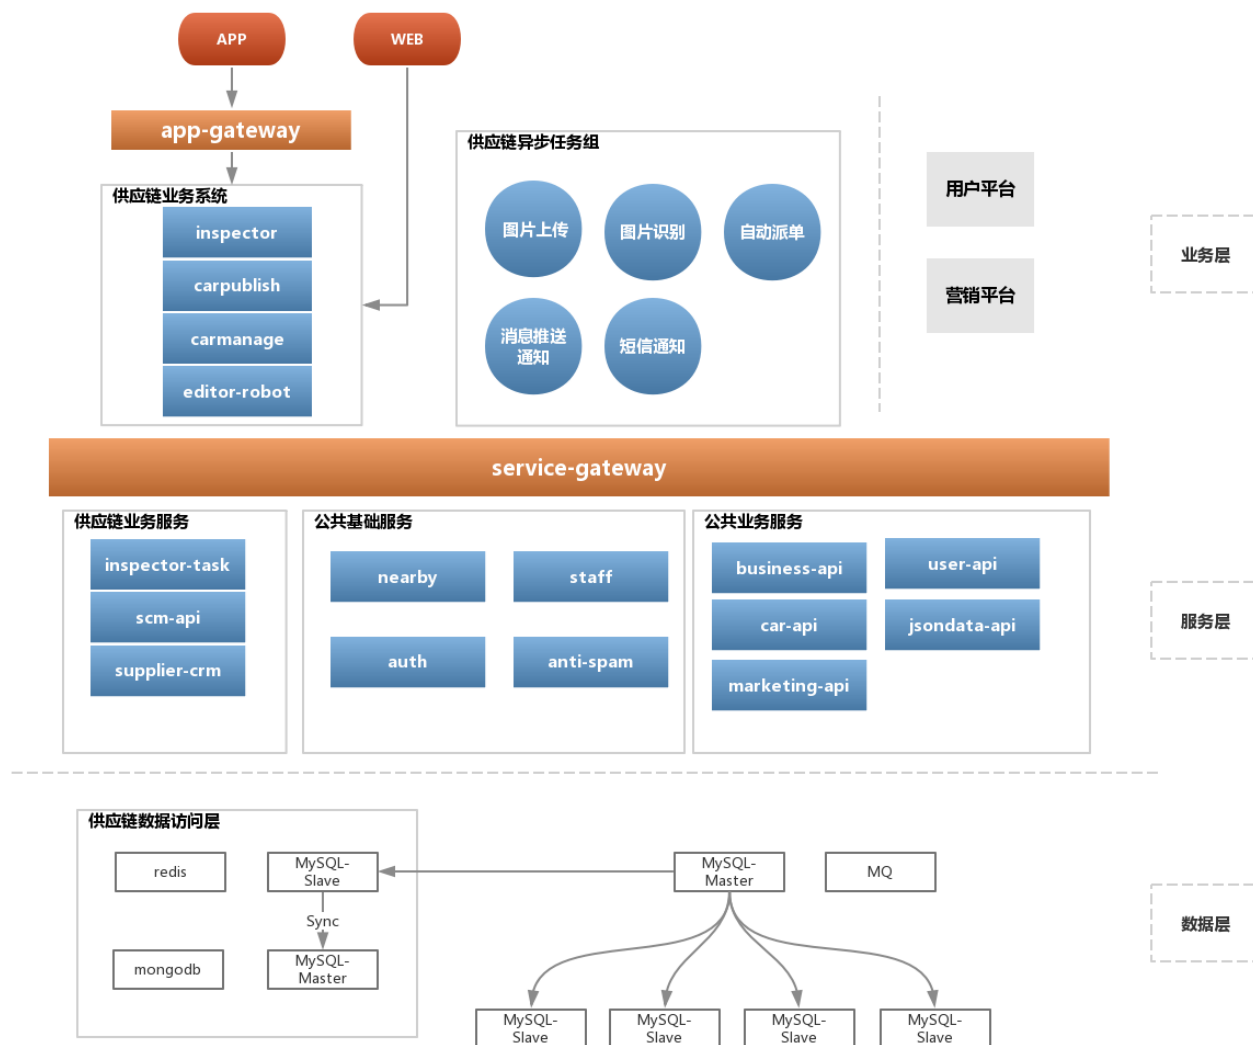 APP
WEB
app-gateway
供应链业务系统
inspector
carpublish
carmanage
editor-robot
供应链异步任务组
图片上传
图片识别
自动派单
消息推送
通知
短信通知
用户平台
营销平台
业务层
service-gateway
供应链业务服务
inspector-task
scm-api
supplier-crm
公共基础服务
nearby
staff
auth
anti-spam
公共业务服务
business-api
user-api
car-api
jsondata-api
marketing-api
服务层
供应链数据访问层
redis
MySQL-
Slave
Sync
mongodb
MySQL-
Master
MySQL-
Master
MQ
MySQL-
Slave
MySQL-
Slave
MySQL-
Slave
MySQL-
Slave
数据层